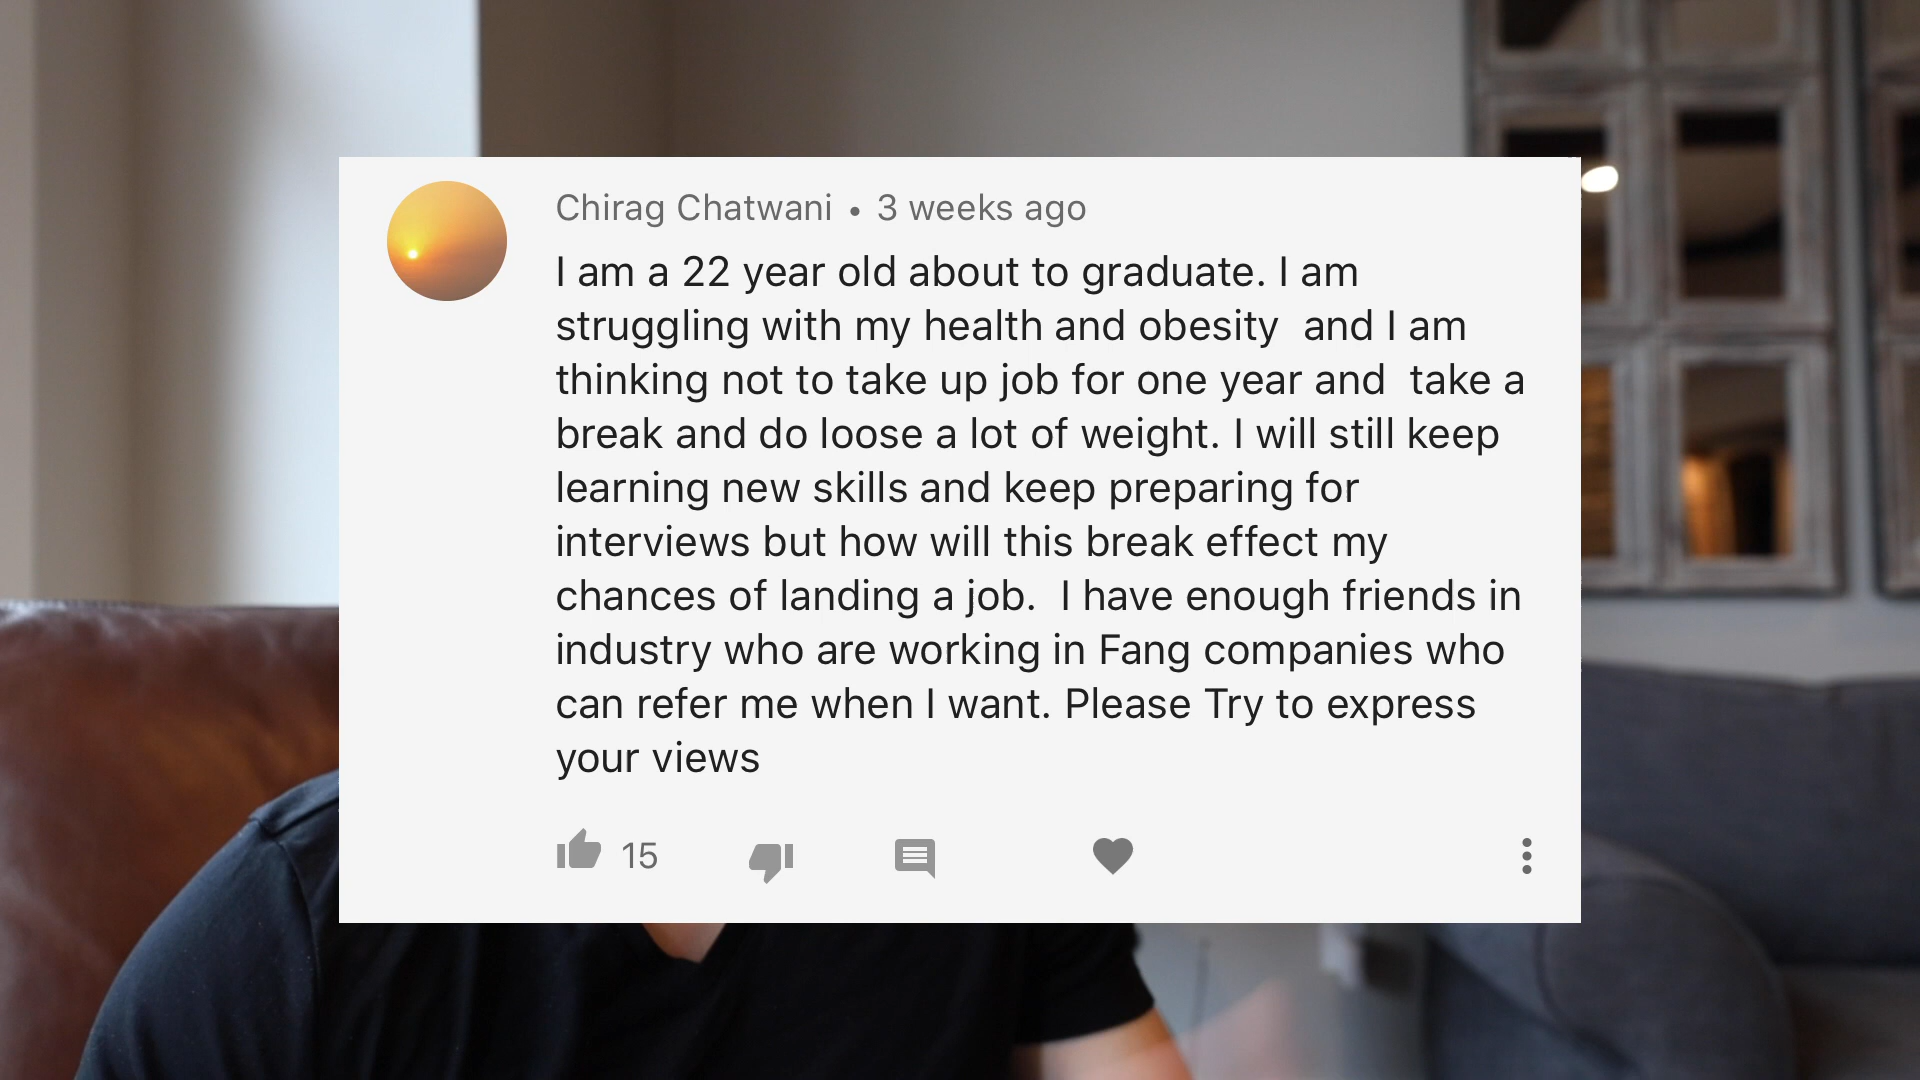 Chirag Chatwani • 3 weeks ago
I am a 22 year old about to graduate. I am
struggling with my health and obesity  and I am
thinking not to take up job for one year and  take a
break and do loose a lot of weight. I will still keep
learning new skills and keep preparing for
interviews but how will this break effect my
chances of landing a job.  I have enough friends in
industry who are working in Fang companies who
can refer me when I want. Please Try to express
your views
15